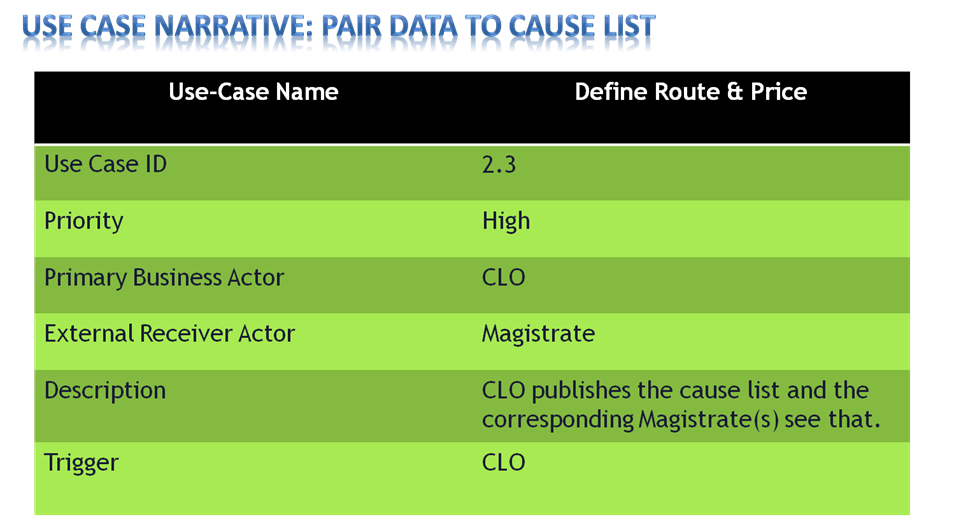 USE CASE NARRATIVE: PAIR DATA TO CAUSE LIST
Use-Case Name Define Route & Price
Use Case ID 2.3
Priority High
Primary Business Actor CLO
External Receiver Actor Magistrate
Description CLO publishes the cause list and the
corresponding Magistrate(s) see that.
Trigger CLO